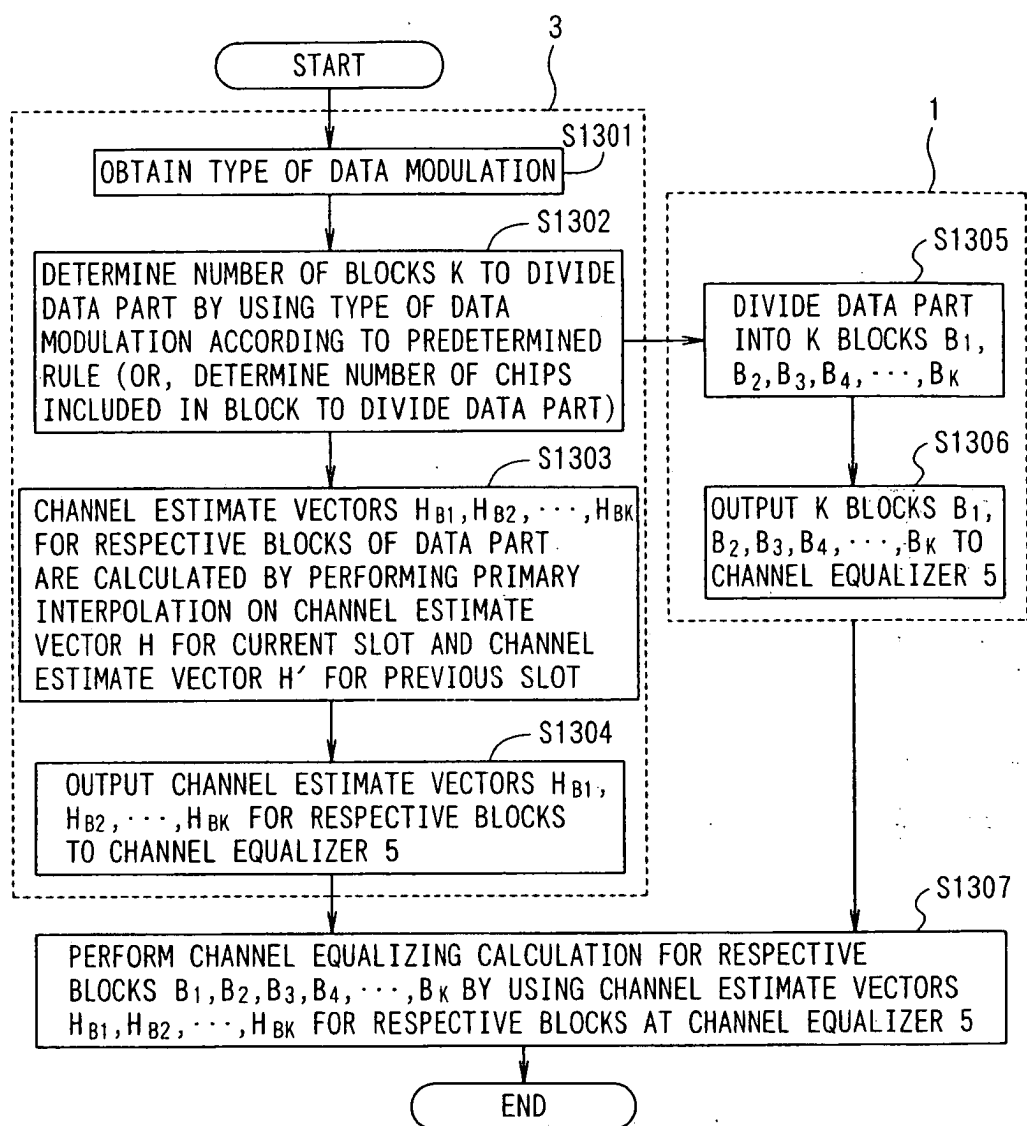 3
START
1
S1301
OBTAIN TYPE OF DATA MODULATION
S1302
DETERMINE NUMBER OF BLOCKS K TO DIVIDE
DATA PART BY USING TYPE OF DATA
MODULATION ACCORDING TO PREDETERMINED
RULE (OR, DETERMINE NUMBER OF CHIPS
INCLUDED IN BLOCK TO DIVIDE DATA PART)
S1305
DIVIDE DATA PART
INTO K BLOCKS B1,
B2,B3,B4,···,BK
S1303
CHANNEL ESTIMATE VECTORS HB1,HB2,···,HBK
FOR RESPECTIVE BLOCKS OF DATA PART
ARE CALCULATED BY PERFORMING PRIMARY
INTERPOLATION ON CHANNEL ESTIMATE
VECTOR H FOR CURRENT SLOT AND CHANNEL
ESTIMATE VECTOR H′ FOR PREVIOUS SLOT
S1306
OUTPUT K BLOCKS B1,
B2,B3,B4,···,BK TO
CHANNEL EQUALIZER 5
S1304
OUTPUT CHANNEL ESTIMATE VECTORS HB1,
HB2,···,HBK FOR RESPECTIVE BLOCKS
TO CHANNEL EQUALIZER 5
S1307
PERFORM CHANNEL EQUALIZING CALCULATION FOR RESPECTIVE
BLOCKS B1,B2,B3,B4,···,BK BY USING CHANNEL ESTIMATE VECTORS
HB1,HB2,···,HBK FOR RESPECTIVE BLOCKS AT CHANNEL EQUALIZER 5
END